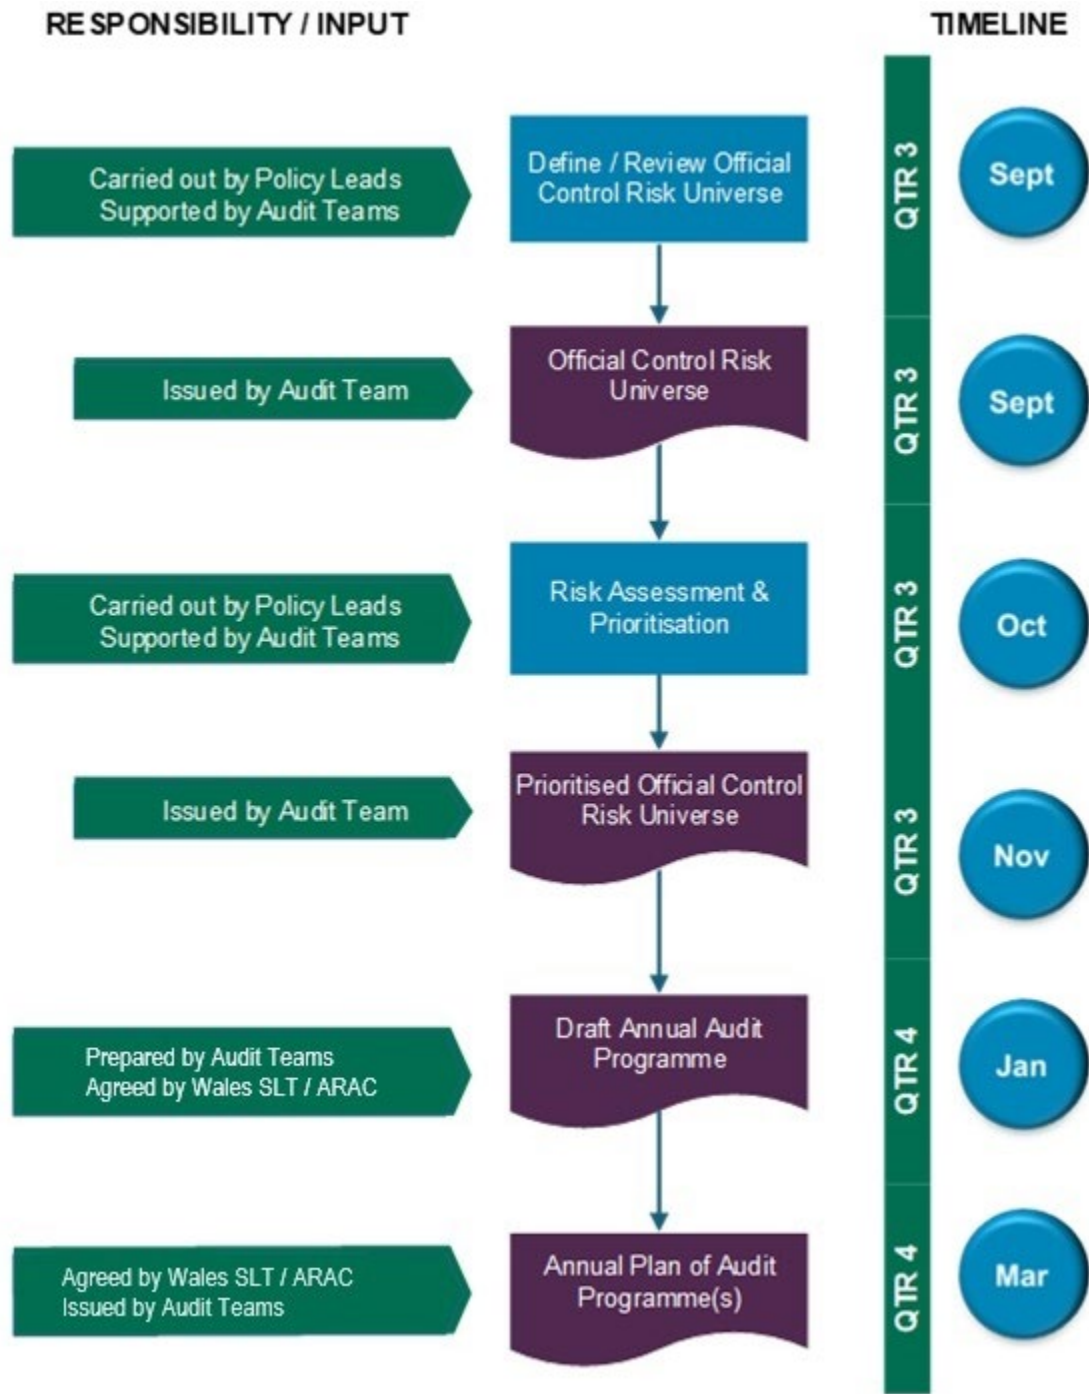 RESPONSIBILITY / INPUT
TIMELINE
Carried out by Policy Leads
Supported by Audit Teams
Define / Review Official
Control Risk Universe
QTR 3
Sept
Issued by Audit Team
Official Control Risk
Universe
QTR 3
Sept
Carried out by Policy Leads
Supported by Audit Teams
Risk Assessment &
Prioritisation
QTR 3
Oct
Issued by Audit Team
Prioritised Official Control
Risk Universe
QTR 3
Nov
Prepared by Audit Teams
Agreed by Wales SLT / ARAC
Draft Annual Audit
Programme
QTR 4
Jan
Agreed by Wales SLT / ARAC
Issued by Audit Teams
Annual Plan of Audit
Programme(s)
QTR 4
Mar